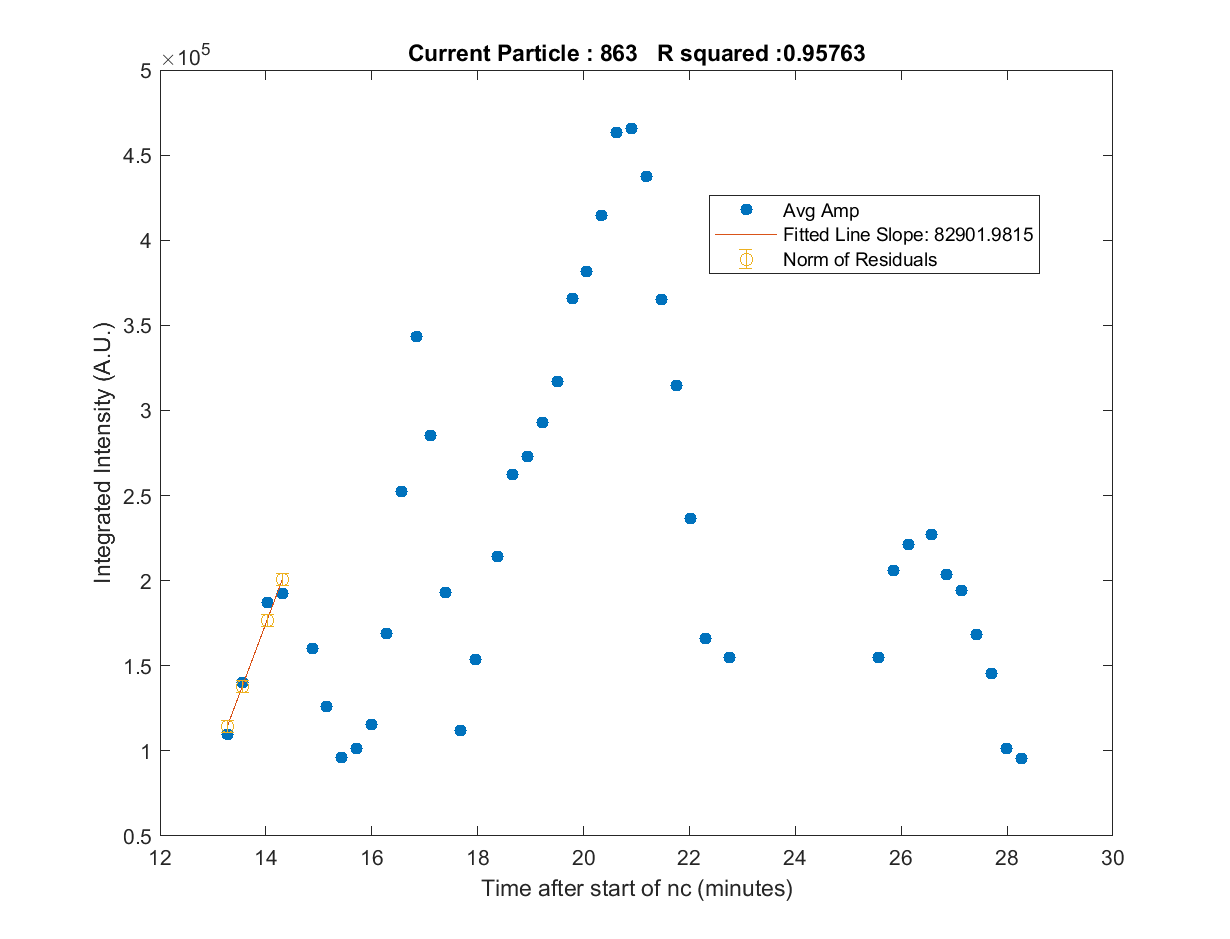 Current Particle : 863   R squared :0.95763
×10^5
5
4.5
4
3.5
3
2.5
2
1.5
1
0.5
Integrated Intensity (A.U.)
Avg Amp
Fitted Line Slope: 82901.9815
Norm of Residuals
12 14 16 18 20 22 24 26 28 30
Time after start of nc (minutes)